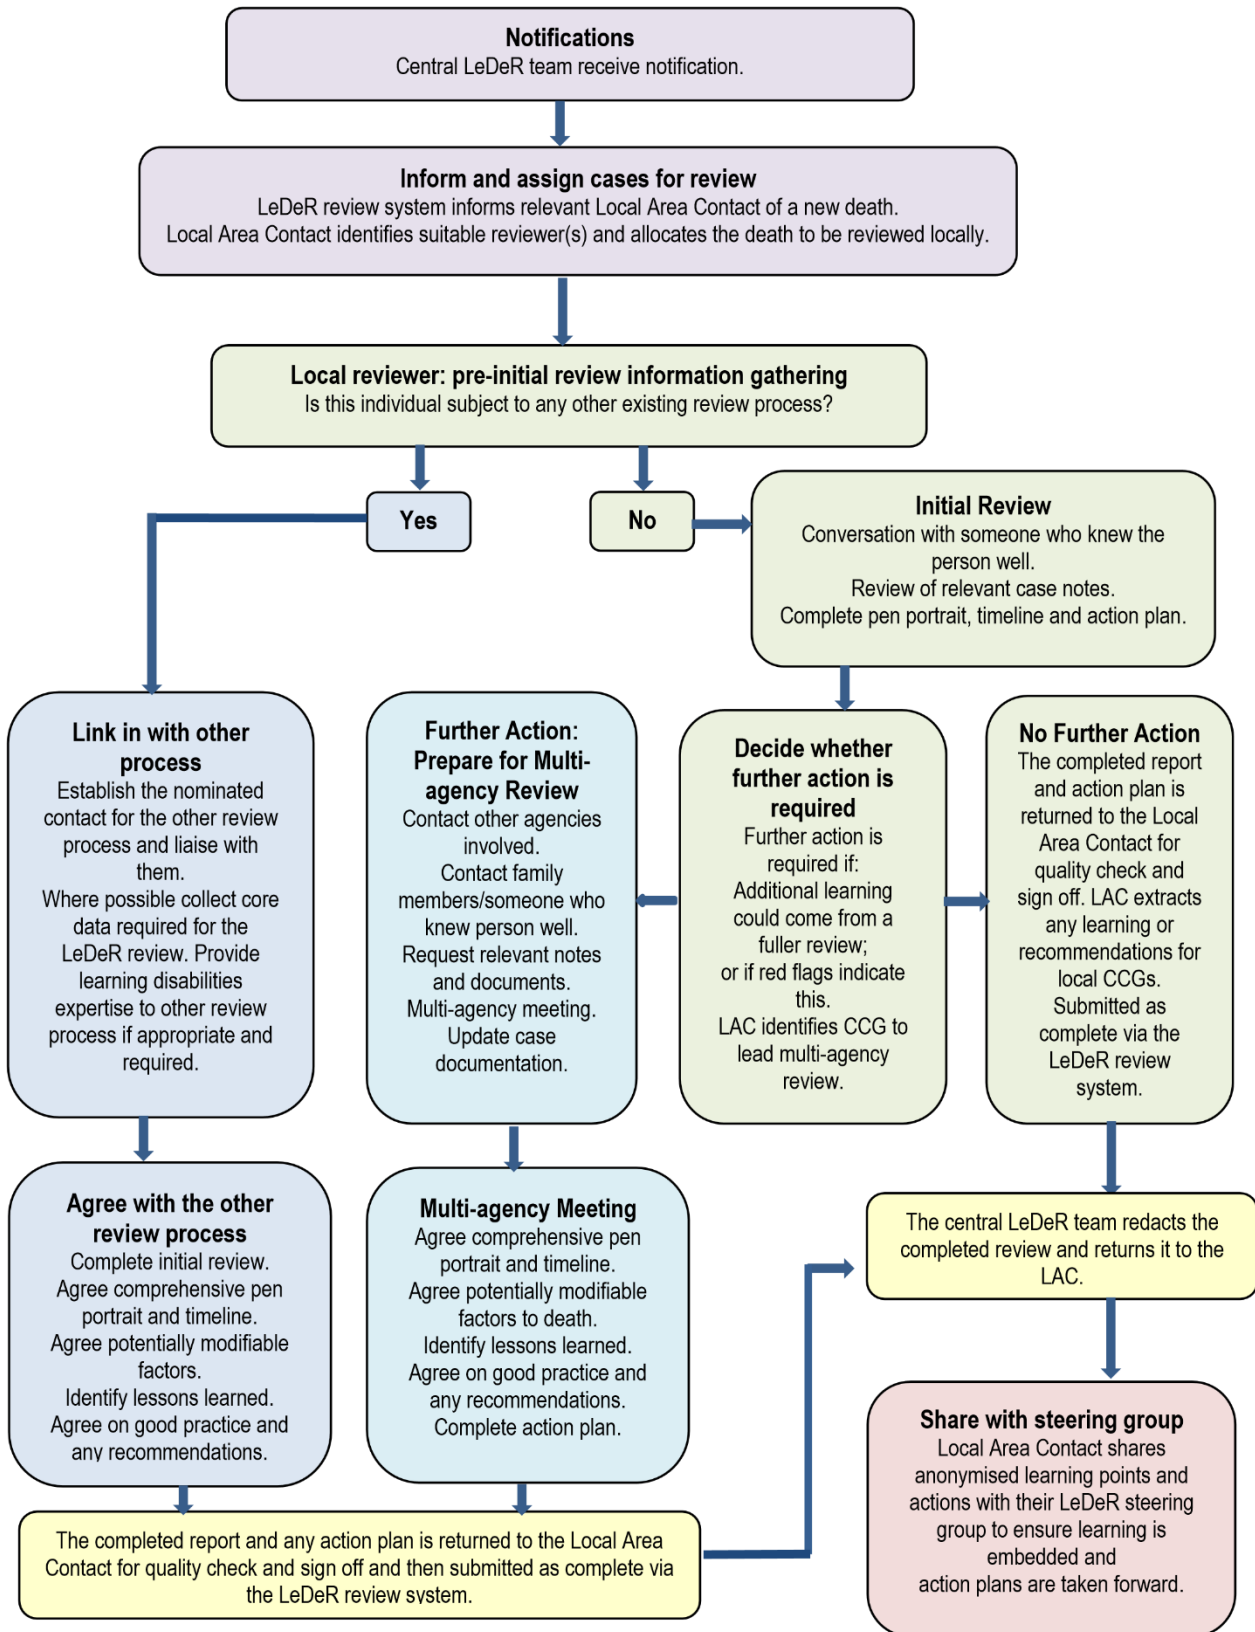 Notifications
Central LeDeR team receive notification.
Inform and assign cases for review
LeDeR review system informs relevant Local Area Contact of a new death.
Local Area Contact identifies suitable reviewer(s) and allocates the death to be reviewed locally.
Local reviewer: pre-initial review information gathering
Is this individual subject to any other existing review process?
Yes
No
Initial Review
Conversation with someone who knew the
person well.
Review of relevant case notes.
Complete pen portrait, timeline and action plan.
Link in with other
process
Establish the nominated
contact for the other review
process and liaise with
them.
Where possible collect core
data required for the
LeDeR review. Provide
learning disabilities
expertise to other review
process if appropriate and
required.
Further Action:
Prepare for Multi-
agency Review
Contact other agencies
involved.
Contact family
members/someone who
knew person well.
Request relevant notes
and documents.
Multi-agency meeting.
Update case
documentation.
Decide whether
further action is
required
Further action is
required if:
Additional learning
could come from a
fuller review;
or if red flags indicate
this.
LAC identifies CCG to
lead multi-agency
review.
No Further Action
The completed report
and action plan is
returned to the Local
Area Contact for
quality check and
sign off. LAC extracts
any learning or
recommendations for
local CCGs.
Submitted as
complete via the
LeDeR review
system.
Agree with the other
review process
Complete initial review.
Agree comprehensive pen
portrait and timeline.
Agree potentially modifiable
factors.
Identify lessons learned.
Agree on good practice and
any recommendations.
Multi-agency Meeting
Agree comprehensive pen
portrait and timeline.
Agree potentially modifiable
factors to death.
Identify lessons learned.
Agree on good practice and
any recommendations.
Complete action plan.
The central LeDeR team redacts the
completed review and returns it to the
LAC.
Share with steering group
Local Area Contact shares
anonymised learning points and
actions with their LeDeR steering
group to ensure learning is
embedded and
action plans are taken forward.
The completed report and any action plan is returned to the Local Area
Contact for quality check and sign off and then submitted as complete via
the LeDeR review system.